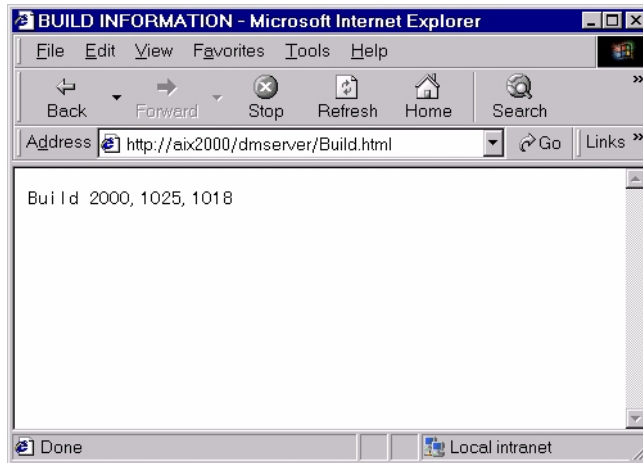 BUILD INFORMATION - Microsoft Internet Explorer
File Edit View Favorites Tools Help
Back Forward Stop Refresh Home Search »
Address http://aix2000/dmserver/Build.html Go Links »
Build 2000, 1025, 1018
Done Local intranet